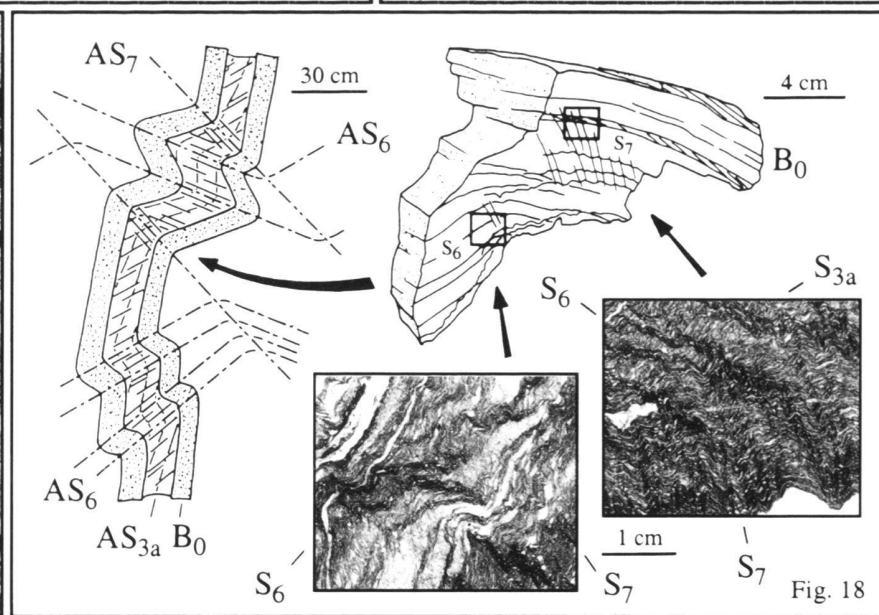 AS7
30 cm
AS6
4 cm
S7
B0
S6
S6
S3a
AS6
AS3a B0
S6
S7
1 cm
S7
Fig. 18